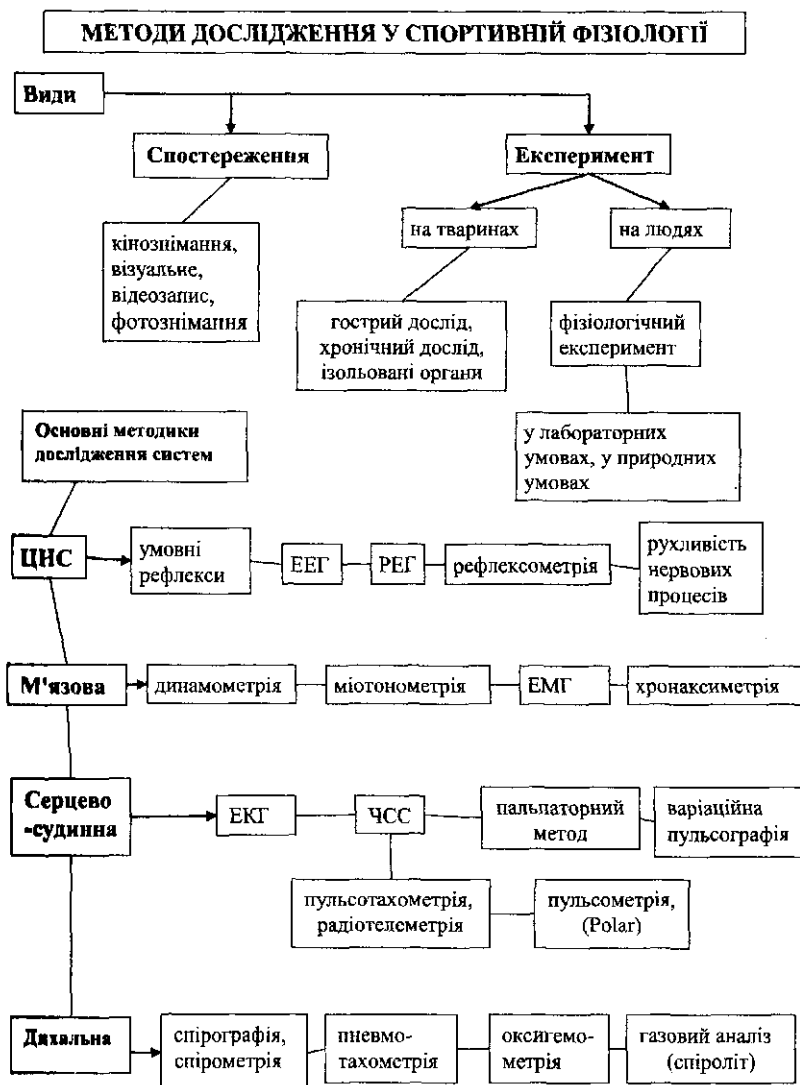 МЕТОДИ ДОСЛІДЖЕННЯ У СПОРТИВНІЙ ФІЗІОЛОГІЇ
Види
Спостереження
Експеримент
на тваринах
на людях
кінознімання,
візуальне,
відеозапис,
фотознімання
гострий дослід,
хронічний дослід,
ізольовані органи
фізіологічний
експеримент
у лабораторних
умовах, у природних
умовах
Основні методики
дослідження систем
ЦНС
умовні
рефлекси
ЕЕГ
РЕГ
рефлексометрія
рухливість
нервових
процесів
М'язова
динамометрія
міотонометрія
ЕМГ
хронаксиметрія
Серцево
-судинна
ЕКГ
ЧСС
пальпаторний
метод
варіаційна
пульсографія
пульсотахометрія,
радіотелеметрія
пульсометрія,
(Polar)
Дихальна
спірографія,
спірометрія
пневмо-
тахометрія
оксигемо-
метрія
газовий аналіз
(спіроліт)